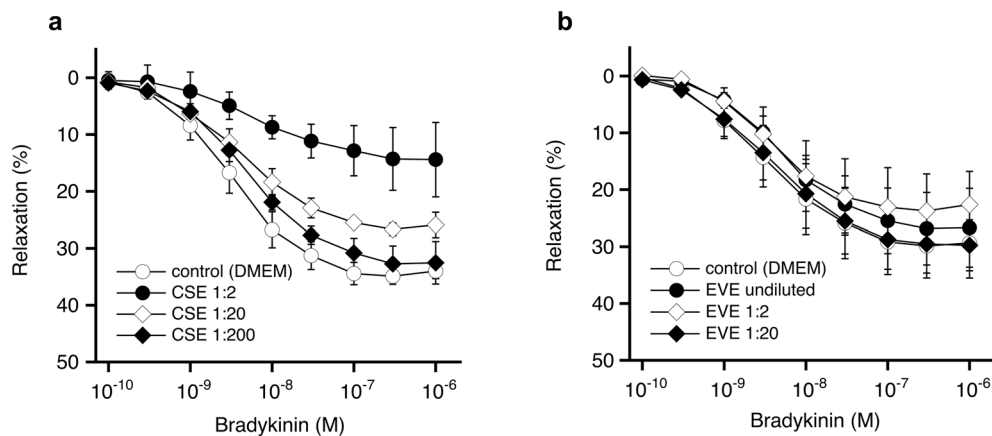 a
0
10
20
30
40
50
Relaxation (%)
control (DMEM)
CSE 1:2
CSE 1:20
CSE 1:200
10-10
10-9
10-8
10-7
10-6
Bradykinin (M)
b
0
10
20
30
40
50
Relaxation (%)
control (DMEM)
EVE undiluted
EVE 1:2
EVE 1:20
10-10
10-9
10-8
10-7
10-6
Bradykinin (M)